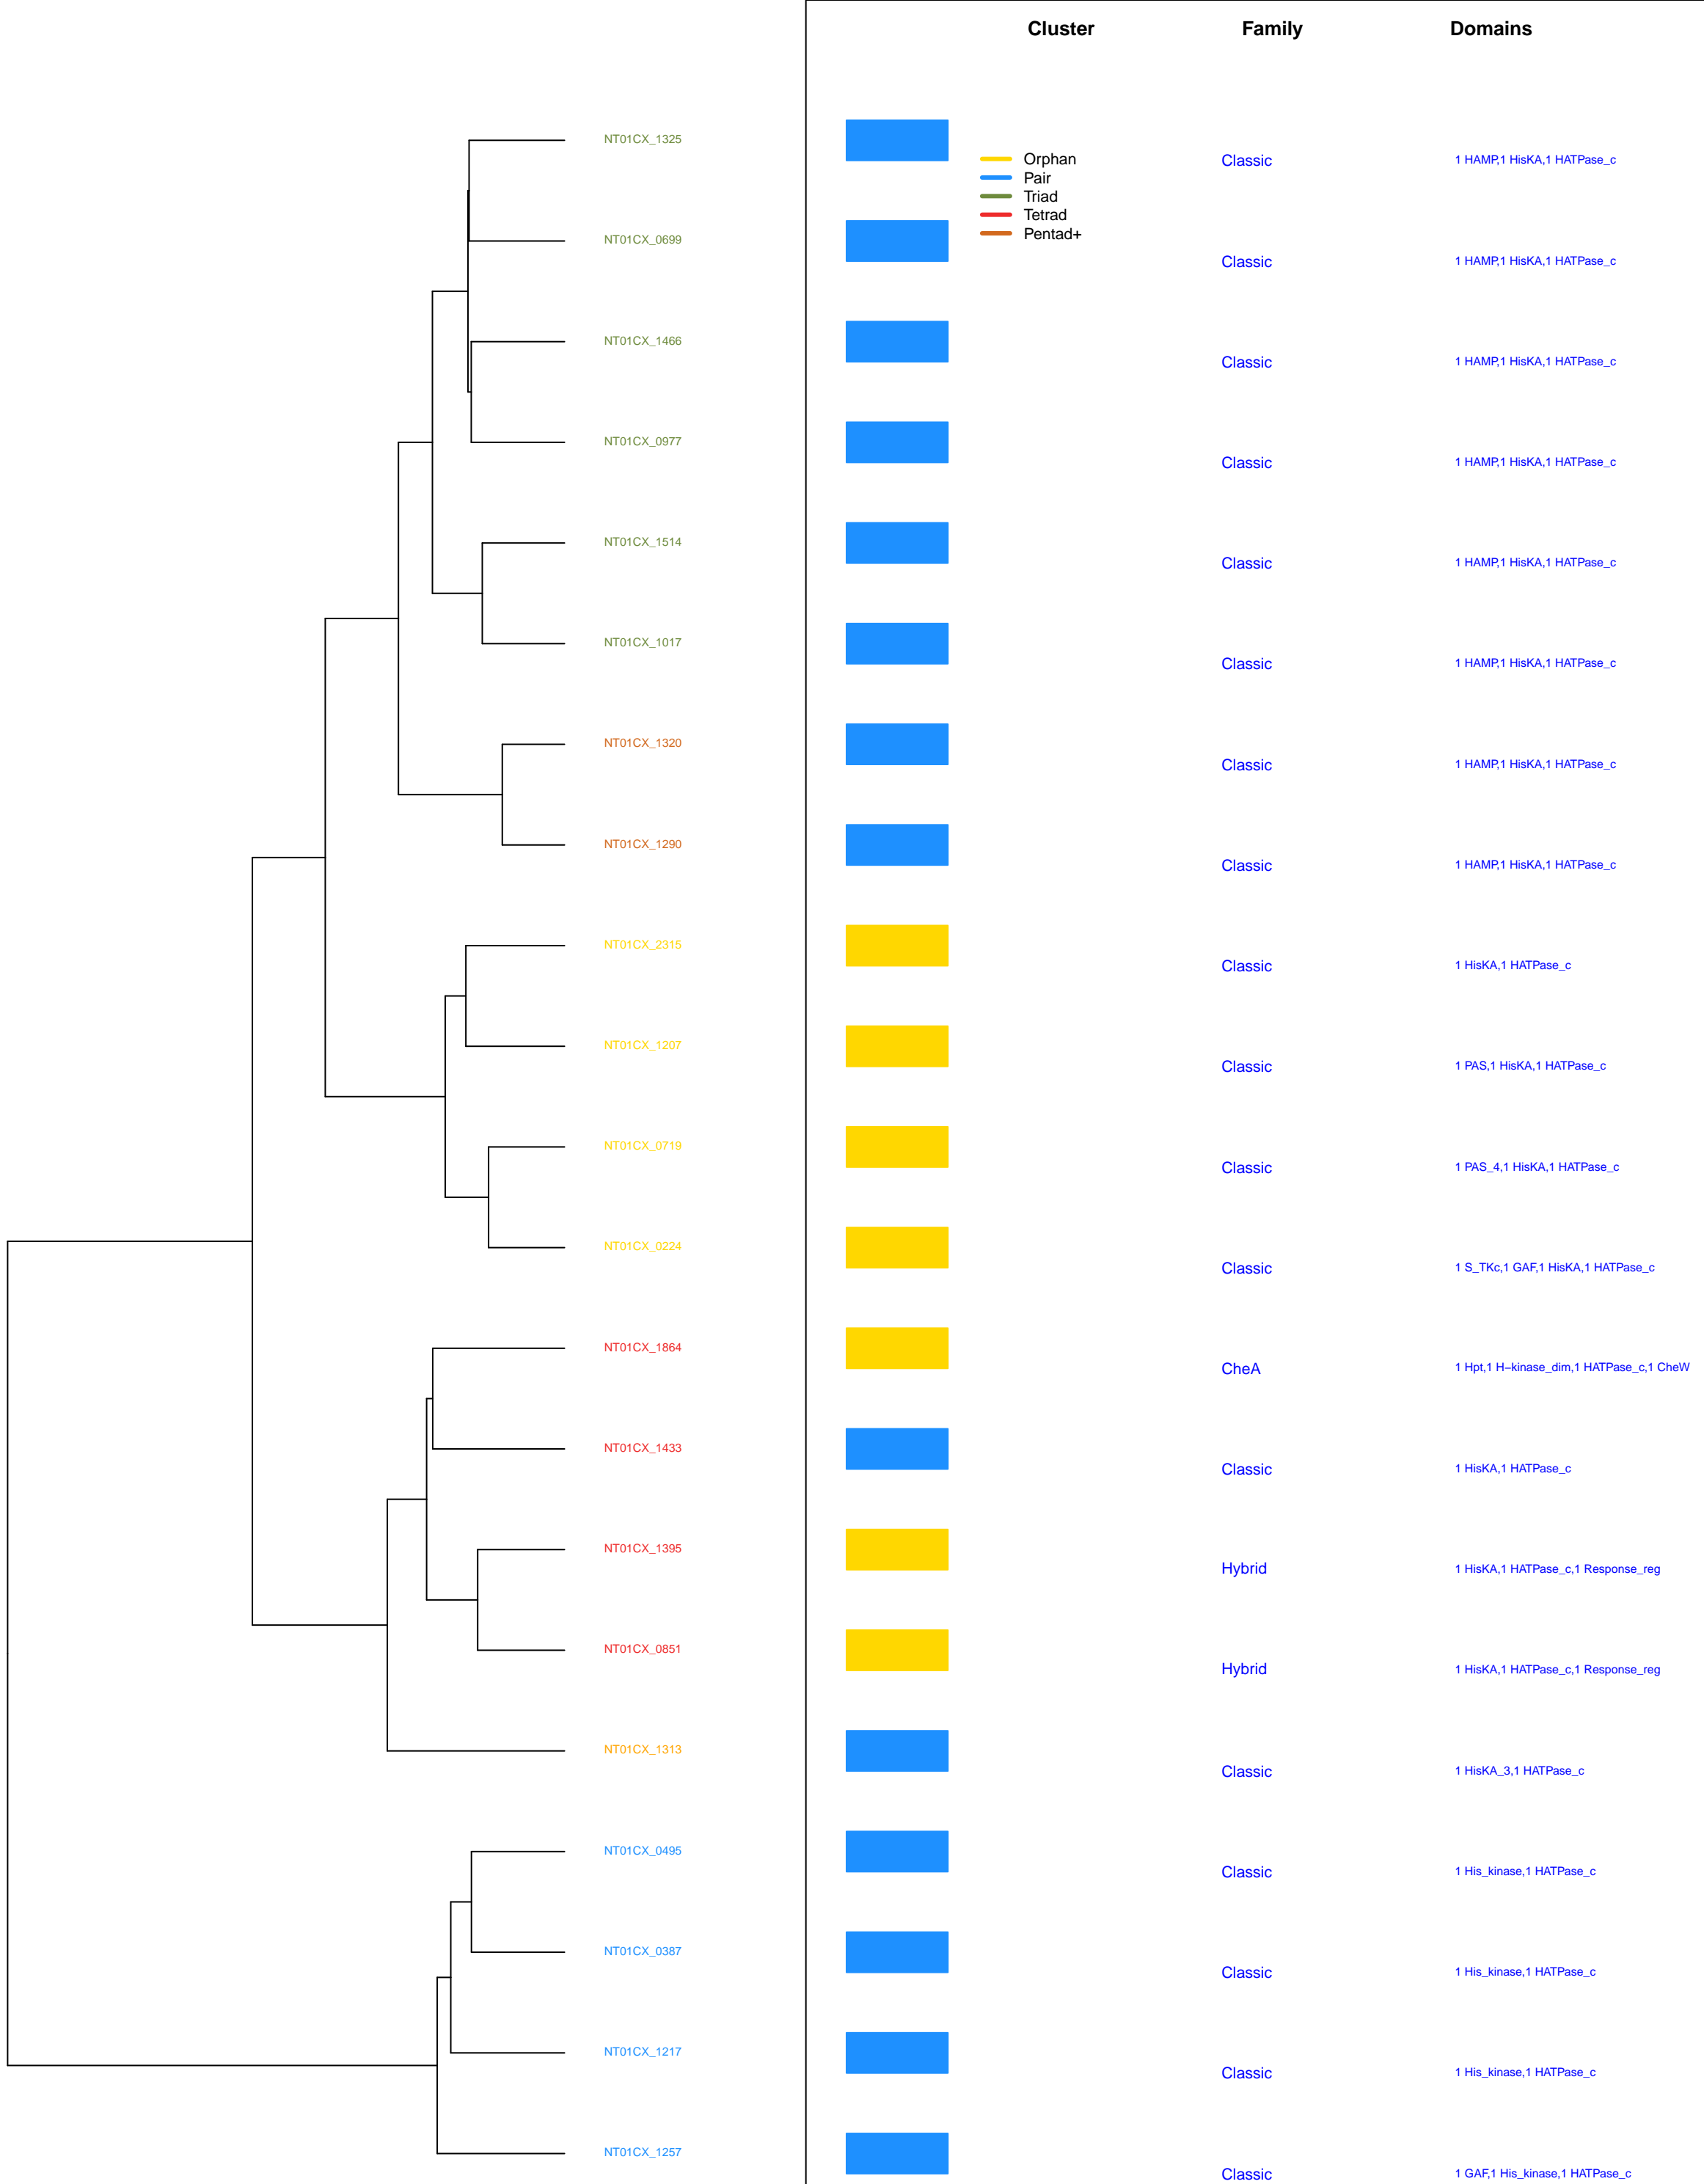 Cluster Family Domains
NT01CX_1325
Orphan
Classic 1 HAMP,1 HisKA,1 HATPase_c
Pair
Triad
Tetrad
Pentad+
NT01CX_0699
Classic 1 HAMP,1 HisKA,1 HATPase_c
NT01CX_1466
Classic 1 HAMP,1 HisKA,1 HATPase_c
NT01CX_0977
Classic 1 HAMP,1 HisKA,1 HATPase_c
NT01CX_1514
Classic 1 HAMP,1 HisKA,1 HATPase_c
NT01CX_1017
Classic 1 HAMP,1 HisKA,1 HATPase_c
NT01CX_1320
Classic 1 HAMP,1 HisKA,1 HATPase_c
NT01CX_1290
Classic 1 HAMP,1 HisKA,1 HATPase_c
NT01CX_2315
Classic 1 HisKA,1 HATPase_c
NT01CX_1207
Classic 1 PAS,1 HisKA,1 HATPase_c
NT01CX_0719
Classic 1 PAS_4,1 HisKA,1 HATPase_c
NT01CX_0224
Classic 1 S_TKc,1 GAF,1 HisKA,1 HATPase_c
NT01CX_1864
CheA 1 Hpt,1 H−kinase_dim,1 HATPase_c,1 CheW
NT01CX_1433
Classic 1 HisKA,1 HATPase_c
NT01CX_1395
Hybrid 1 HisKA,1 HATPase_c,1 Response_reg
NT01CX_0851
Hybrid 1 HisKA,1 HATPase_c,1 Response_reg
NT01CX_1313
Classic 1 HisKA_3,1 HATPase_c
NT01CX_0495
Classic 1 His_kinase,1 HATPase_c
NT01CX_0387
Classic 1 His_kinase,1 HATPase_c
NT01CX_1217
Classic 1 His_kinase,1 HATPase_c
NT01CX_1257
Classic 1 GAF,1 His_kinase,1 HATPase_c